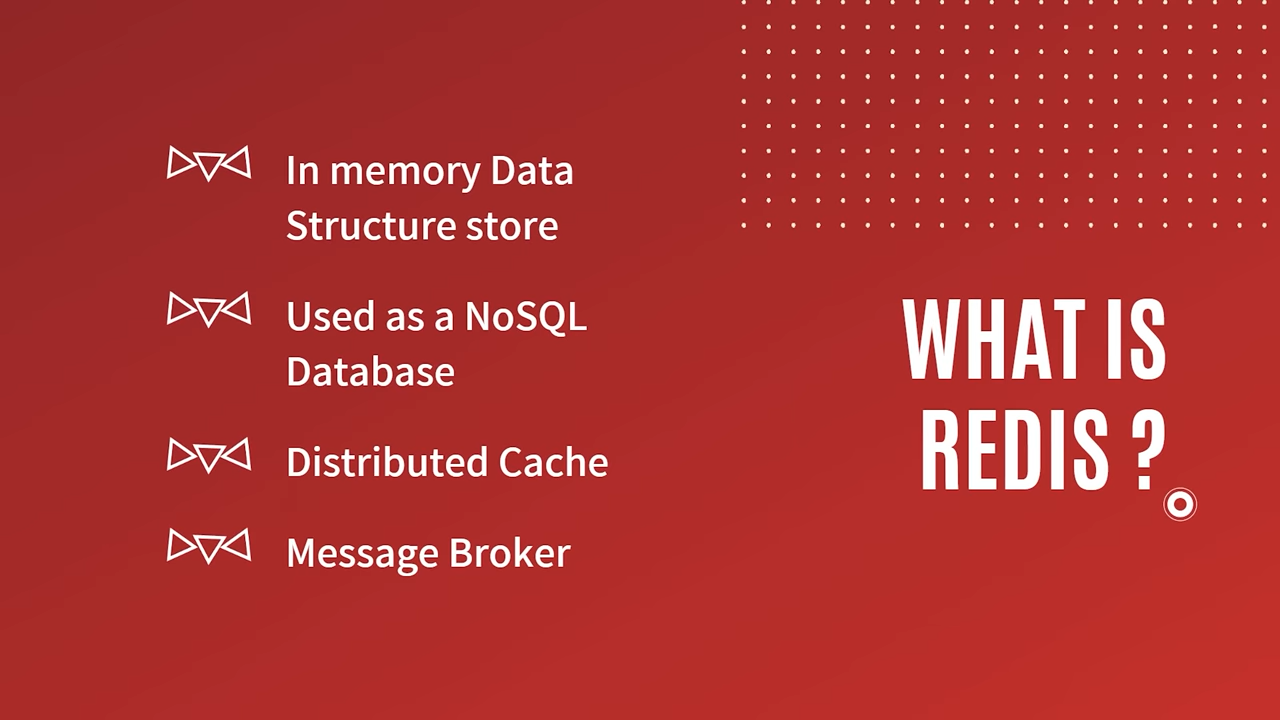 In memory Data
Structure store
Used as a NoSQL
Database
Distributed Cache
Message Broker
WHAT IS
REDIS ?